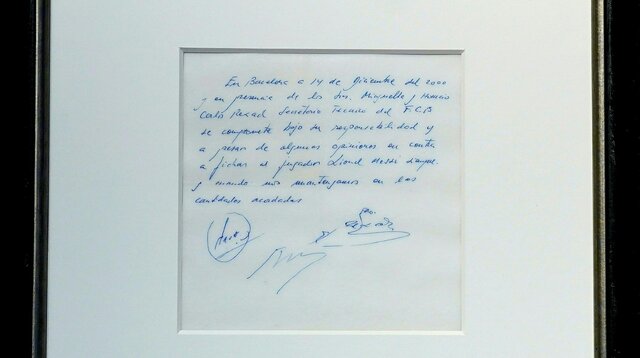 En Barcelona a 14 de diciembre del 2000
y en presencia de los Srs. Minguella y Horacio
Carlos Rexach Secretario Técnico del F.C.B
se compromete bajo su responsabilidad y
a pesar de algunas opiniones en contra
a fichar al jugador Lionel Messi siempre
y cuando nos mantengamos en las
cantidades acordadas